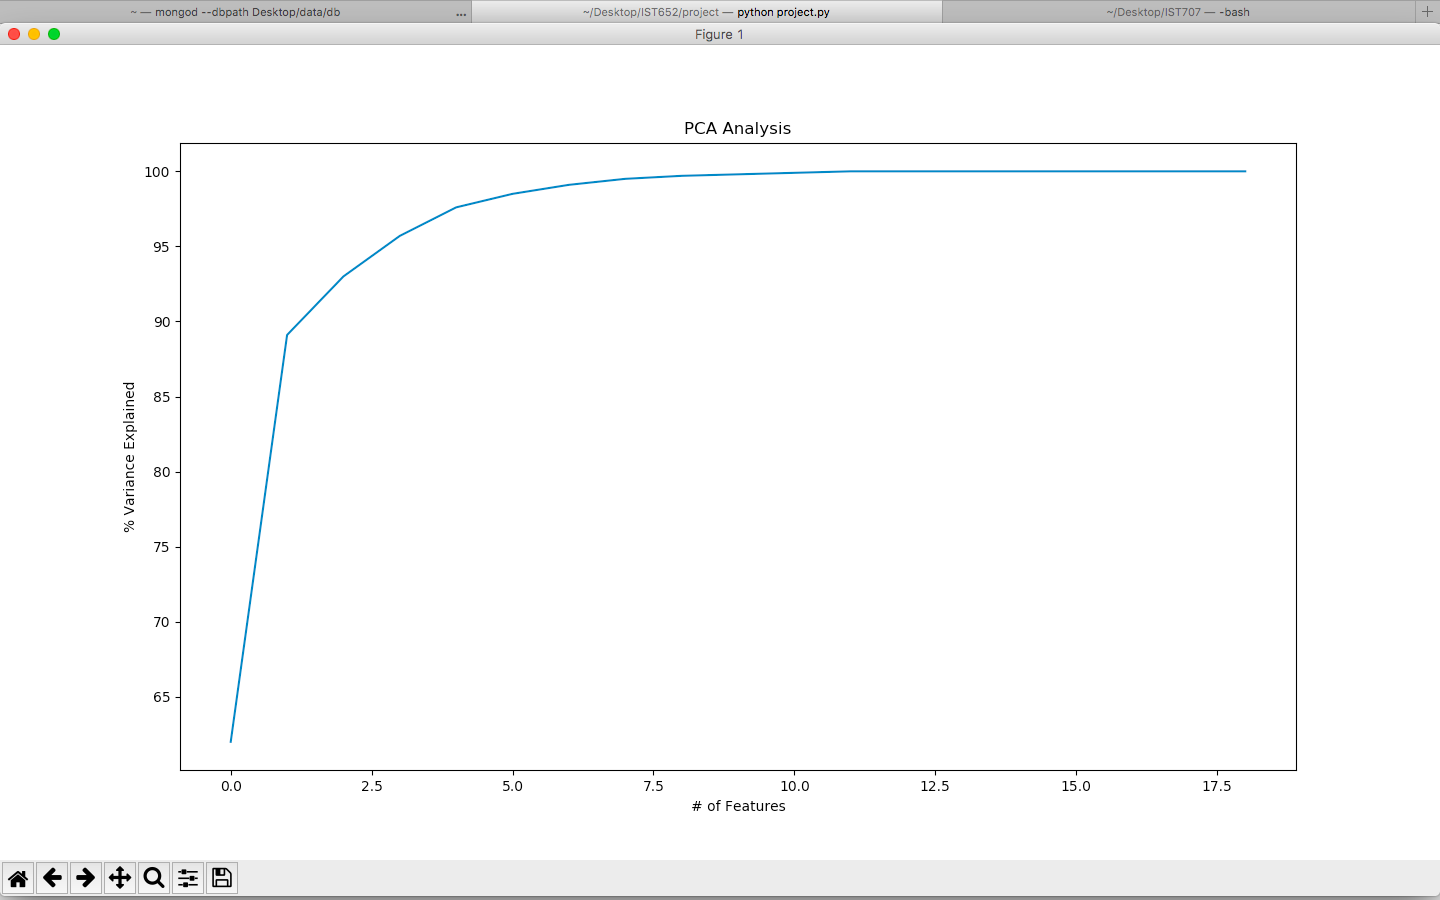 ~ — mongod --dbpath Desktop/data/db ... ~/Desktop/IST652/project — python project.py ~/Desktop/IST707 — -bash +
Figure 1
PCA Analysis
% Variance Explained
100
95
90
85
80
75
70
65
0.0 2.5 5.0 7.5 10.0 12.5 15.0 17.5
# of Features